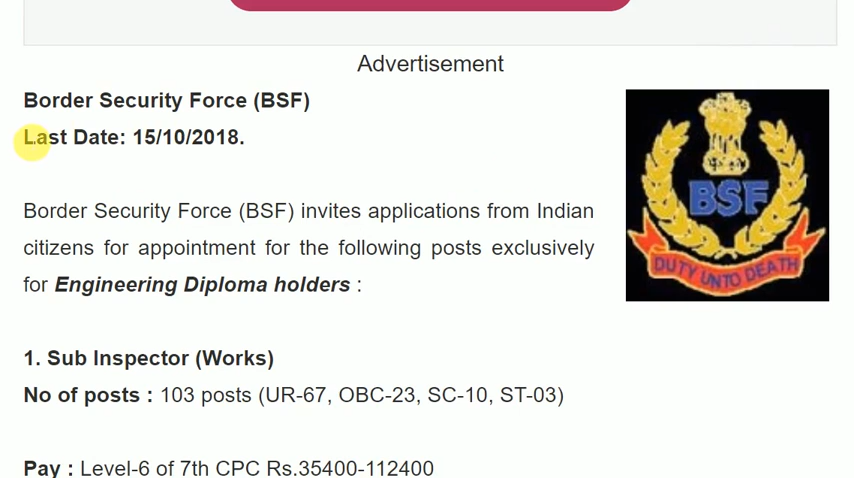 Advertisement
Border Security Force (BSF)
Last Date: 15/10/2018.
Border Security Force (BSF) invites applications from Indian
citizens for appointment for the following posts exclusively
for Engineering Diploma holders :
BSF
DUTY UNTO DEATH
1. Sub Inspector (Works)
No of posts : 103 posts (UR-67, OBC-23, SC-10, ST-03)
Pay : Level-6 of 7th CPC Rs.35400-112400